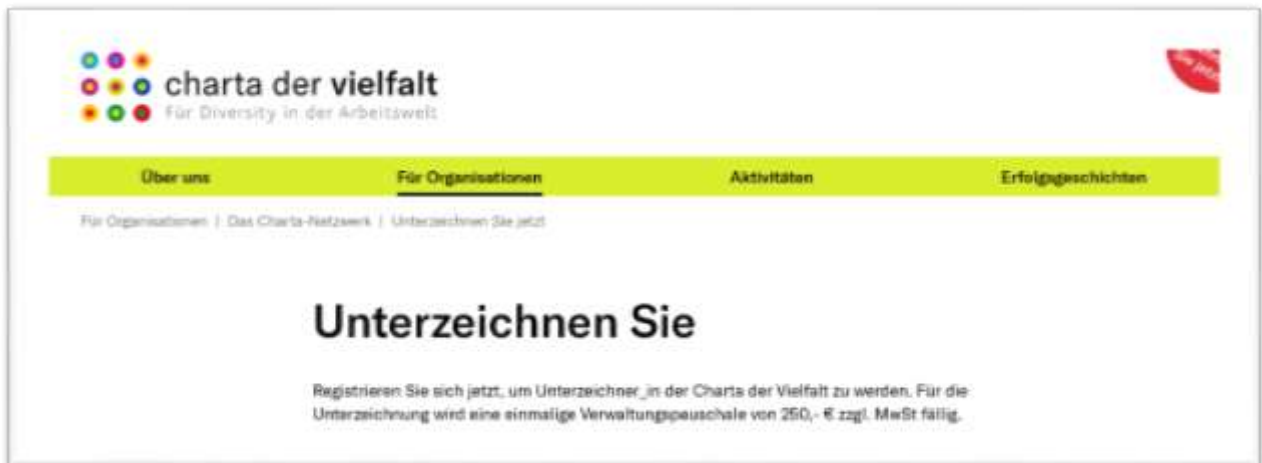 charta der vielfalt
Für Diversity in der Arbeitswelt
Über uns Für Organisationen Aktivitäten Erfolgsgeschichten
Für Organisationen | Das Charta-Netzwerk | Unterzeichnen Sie jetzt
Unterzeichnen Sie
Registrieren Sie sich jetzt, um Unterzeichner_in der Charta der Vielfalt zu werden. Für die
Unterzeichnung wird eine einmalige Verwaltungspauschale von 250,- € zzgl. MwSt fällig.